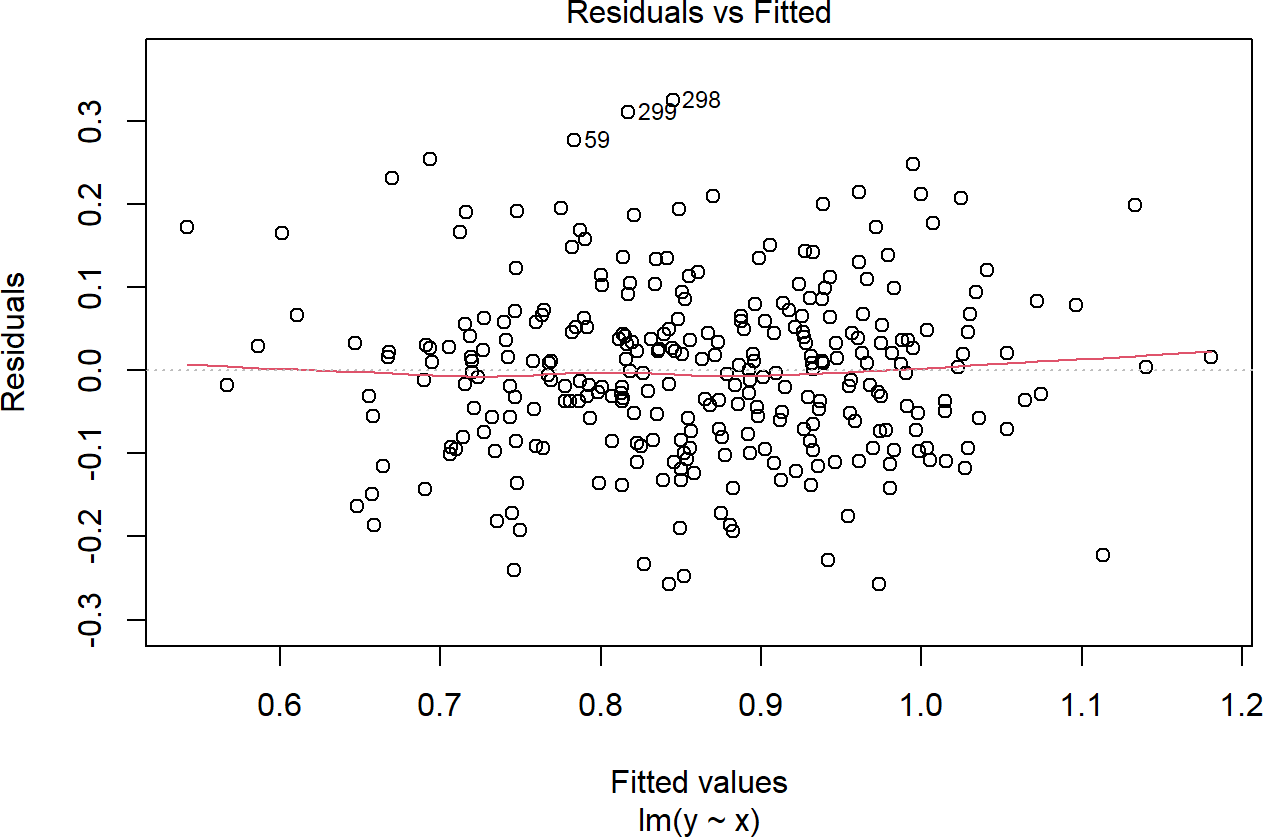 Residuals vs Fitted
Residuals
0.3
0.2
0.1
0.0
-0.1
-0.2
-0.3
298
299
59
0.6 0.7 0.8 0.9 1.0 1.1 1.2
Fitted values
lm(y ~ x)